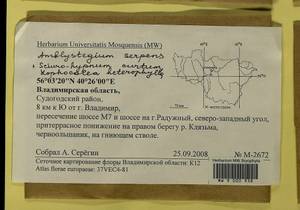 Herbarium Universitatis Mosquensis (MW)
Amblystegium serpens
Sciuro-hypnum curtum
Lophocolea heterophylla
56°03'20"N 40°26'00"E
Владимирская область,
Судогодский район,
8 км к Ю от г. Владимир,
пересечение шоссе М7 и шоссе на г.Радужный, северо-западный угол,
притеррасное понижение на правом берегу р. Клязьма,
черноольшаник, на гниющем стволе.
Собрал А. Серёгин 25.09.2008 № M-2672
Сеточное картирование флоры Владимирской области: К12
Atlas florae europaeae: 37VEC4-81